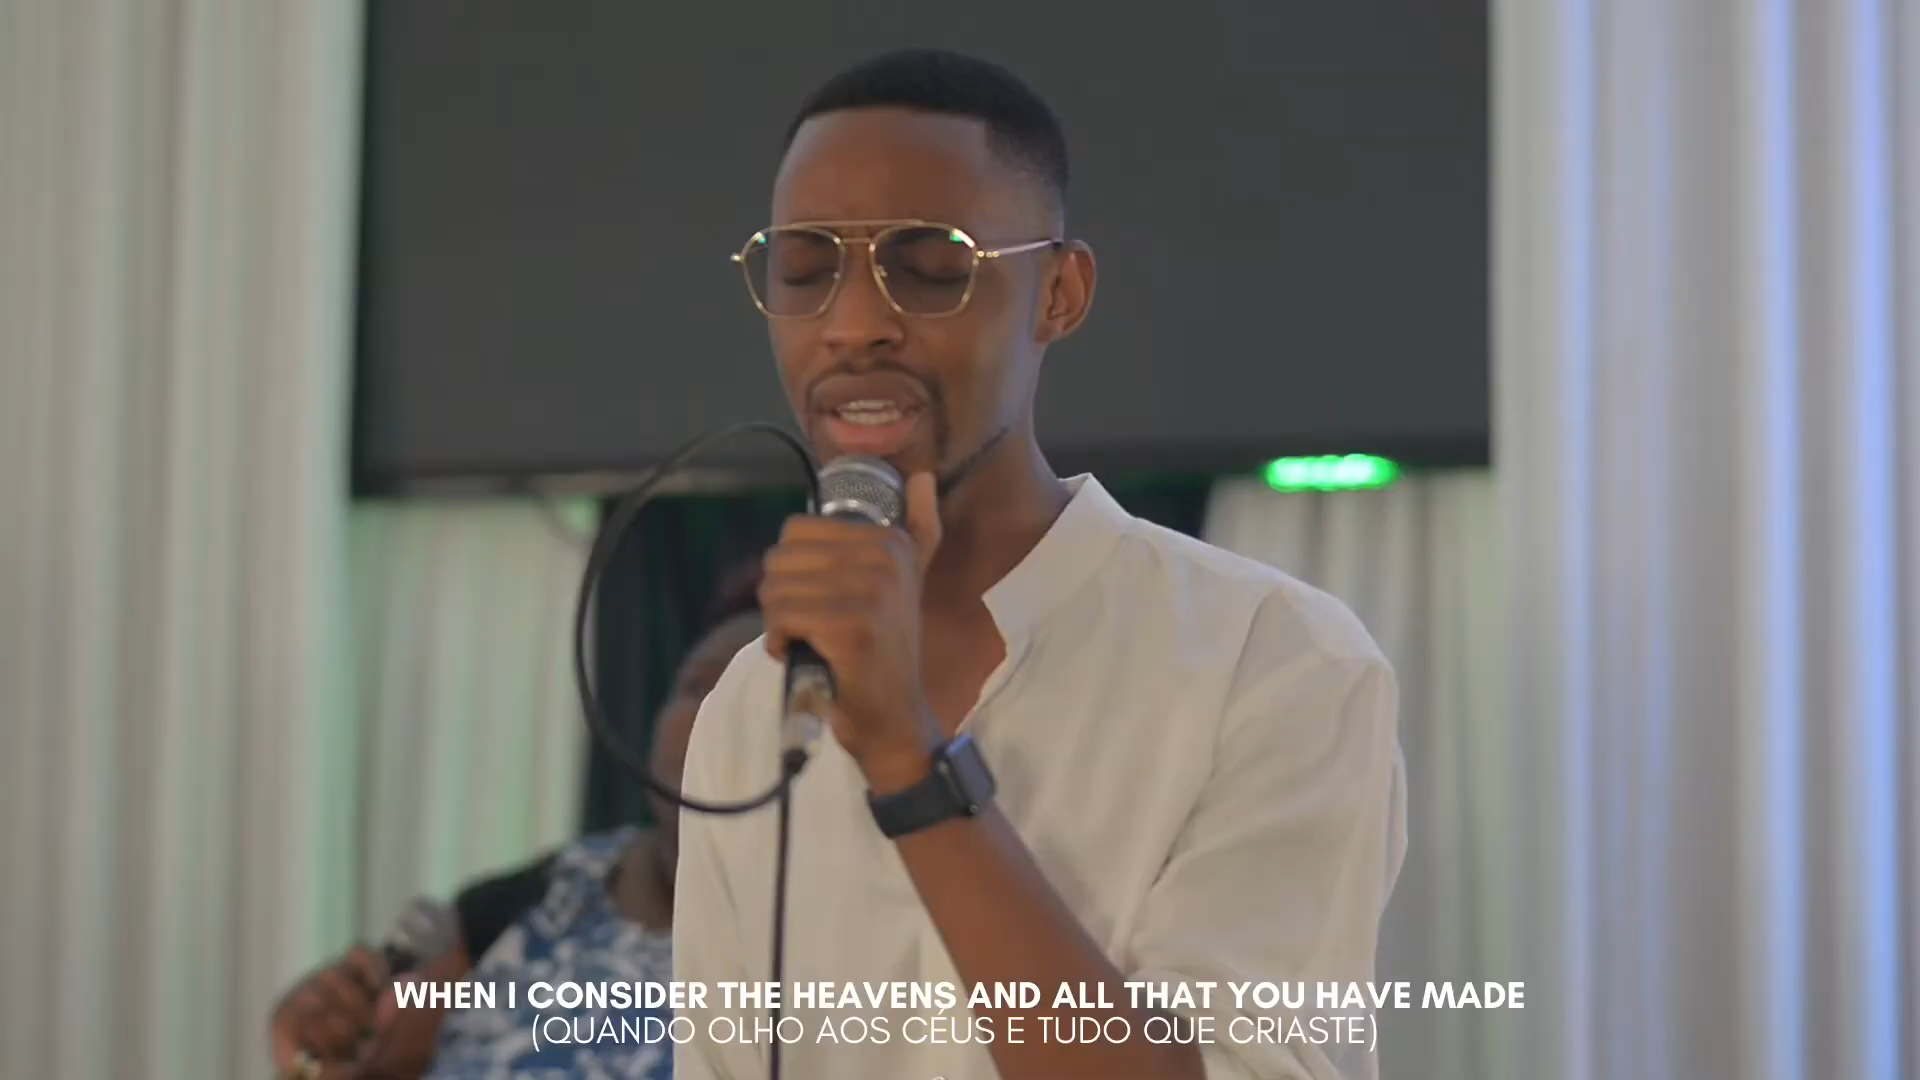 WHEN I CONSIDER THE HEAVENS AND ALL THAT YOU HAVE MADE
(QUANDO OLHO AOS CÉUS E TUDO QUE CRIASTE)